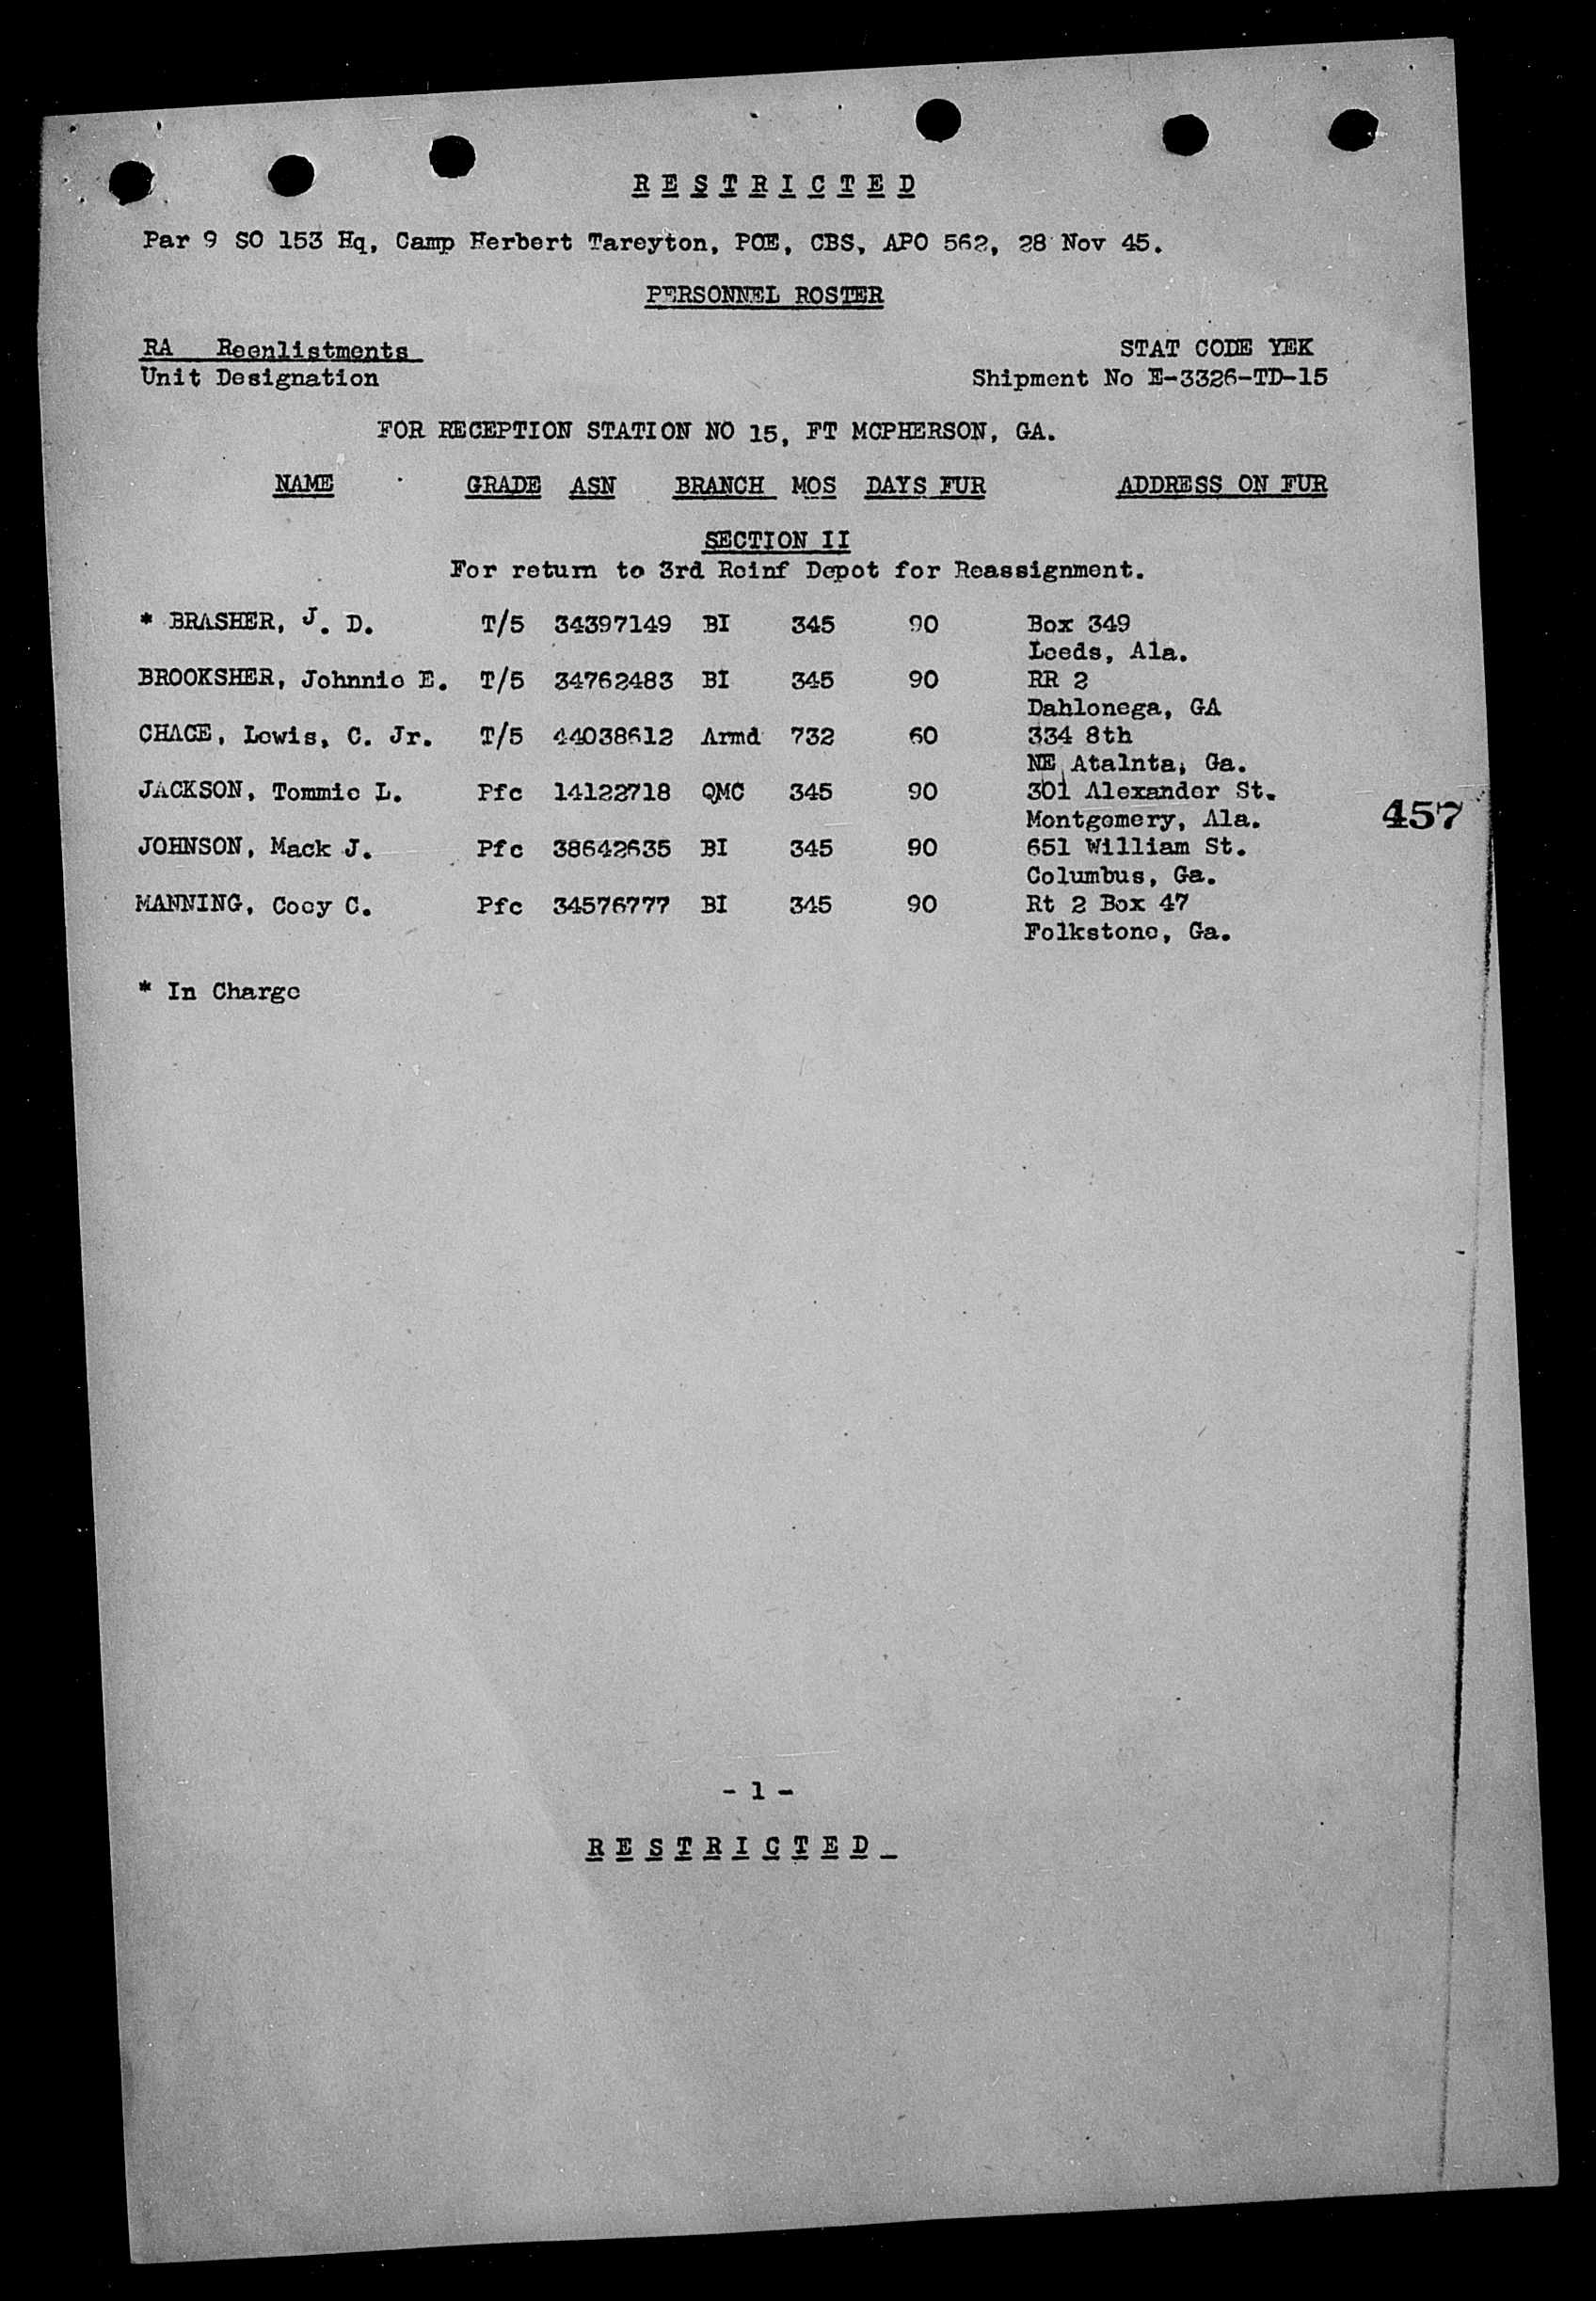 RESTRICTED
Par 9 SO 153 Hq, Camp Herbert Tareyton, POE, CBS, APO 562, 28 Nov 45.
PERSONNEL ROSTER
RA Reenlistments STAT CODE YEK
Unit Designation Shipment No E-3326-TD-15
FOR RECEPTION STATION NO 15, FT MCPHERSON, GA.
NAME GRADE ASN BRANCH MOS DAYS FUR ADDRESS ON FUR
SECTION II
For return to 3rd Reinf Depot for Reassignment.
* BRASHER, J. D. T/5 34397149 BI 345 90 Box 349
Leeds, Ala.
BROOKSHER, Johnnie E. T/5 34762483 BI 345 90 RR 2
Dahlonega, GA
CHACE, Lewis, C. Jr. T/5 44038612 Armd 732 60 334 8th
NE Atalnta, Ga.
JACKSON, Tommie L. Pfc 14122718 QMC 345 90 301 Alexander St.
Montgomery, Ala.
457
JOHNSON, Mack J. Pfc 38642635 BI 345 90 651 William St.
Columbus, Ga.
MANNING, Cocy C. Pfc 34576777 BI 345 90 Rt 2 Box 47
Folkstone, Ga.
* In Charge
- 1 -
RESTRICTED